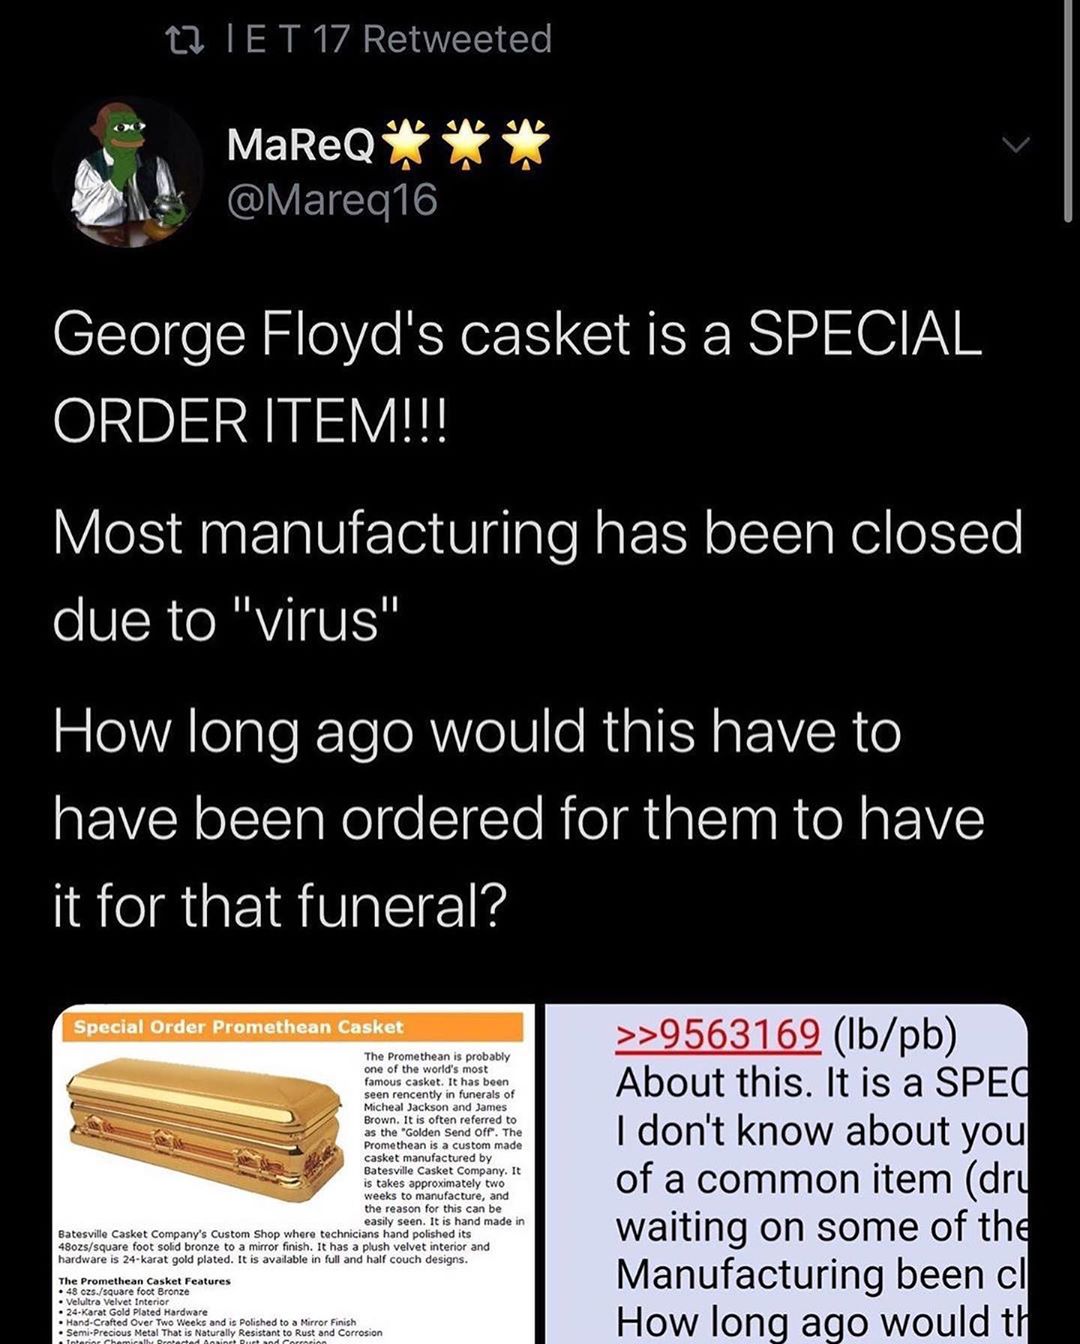 I E T 17 Retweeted
MaReQ🌟🌟🌟
@Mareq16
George Floyd's casket is a SPECIAL
ORDER ITEM!!!
Most manufacturing has been closed
due to "virus"
How long ago would this have to
have been ordered for them to have
it for that funeral?
Special Order Promethean Casket
The Promethean is probably
one of the world's most
famous casket. It has been
seen rencently in funerals of
Micheal Jackson and James
Brown. It is often referred to
as the "Golden Send Off". The
Promethean is a custom made
casket manufactured by
Batesville Casket Company. It
is takes approximately two
weeks to manufacture, and
the reason for this can be
easily seen. It is hand made in
Batesville Casket Company's Custom Shop where technicians hand polished its
48ozs/square foot solid bronze to a mirror finish. It has a plush velvet interior and
hardware is 24-karat gold plated. It is available in full and half couch designs.
The Promethean Casket Features
• 48 ozs./square foot Bronze
• Velultra Velvet Interior
• 24-Karat Gold Plated Hardware
• Hand-Crafted Over Two Weeks and is Polished to a Mirror Finish
• Semi-Precious Metal That is Naturally Resistant to Rust and Corrosion
• Interior Chemically Protected Against Rust and Corrosion
>>9563169 (lb/pb)
About this. It is a SPEC
I don't know about you
of a common item (dru
waiting on some of the
Manufacturing been cl
How long ago would th